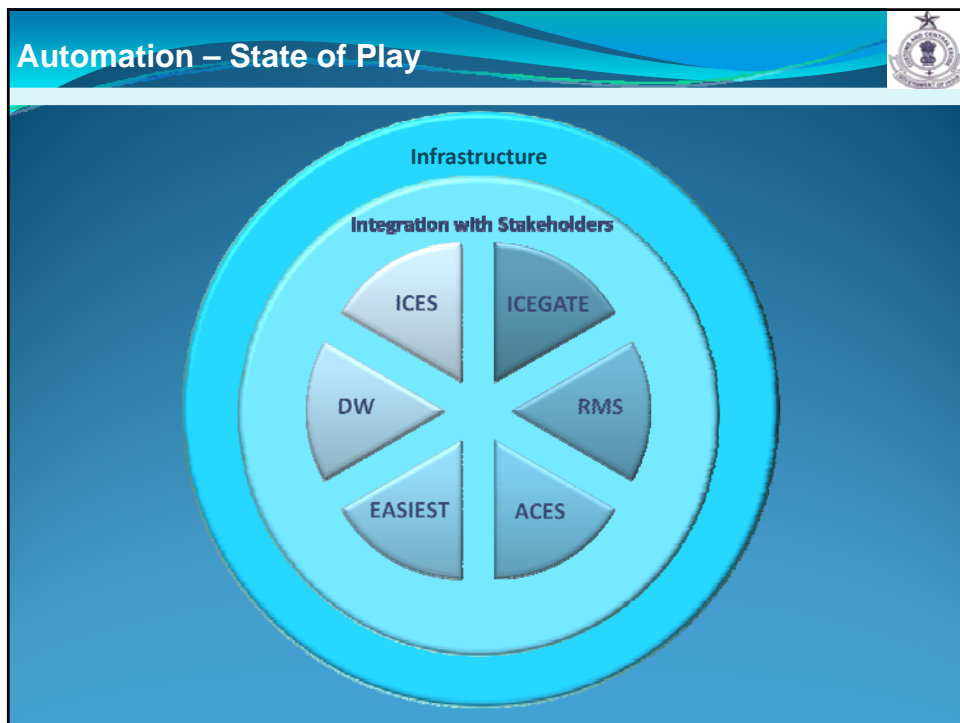 Automation – State of Play
Infrastructure
Integration with Stakeholders
ICES
ICEGATE
DW
RMS
EASIEST
ACES